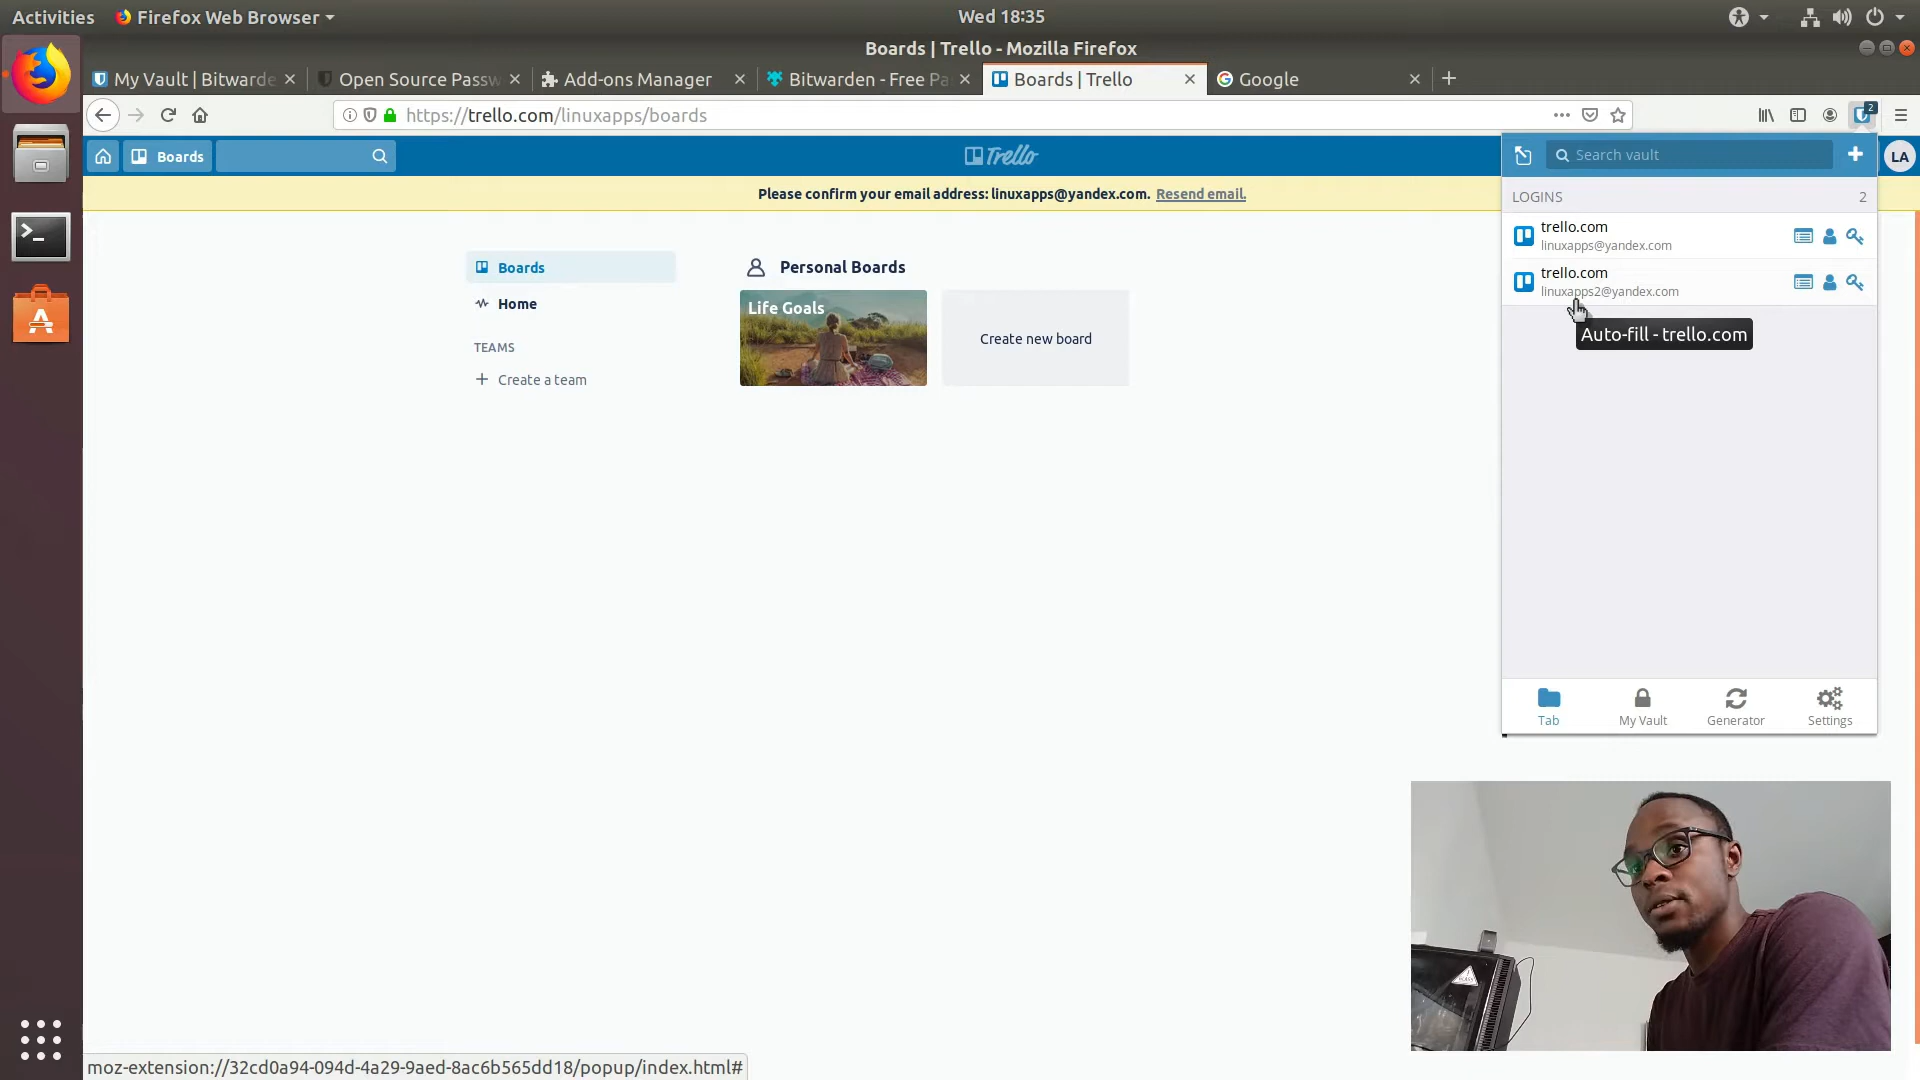 Activities
Firefox Web Browser
Wed 18:35
Boards | Trello - Mozilla Firefox
My Vault | Bitwarde
Open Source Passw
Add-ons Manager
Bitwarden - Free Pa
Boards | Trello
Google
https://trello.com/linuxapps/boards
2
Boards
Trello
Search vault
LA
Please confirm your email address: linuxapps@yandex.com. Resend email.
LOGINS
2
trello.com
linuxapps@yandex.com
trello.com
linuxapps2@yandex.com
Auto-fill - trello.com
Boards
Home
TEAMS
Create a team
Personal Boards
Life Goals
Create new board
Tab
My Vault
Generator
Settings
moz-extension://32cd0a94-094d-4a29-9aed-8ac6b565dd18/popup/index.html#